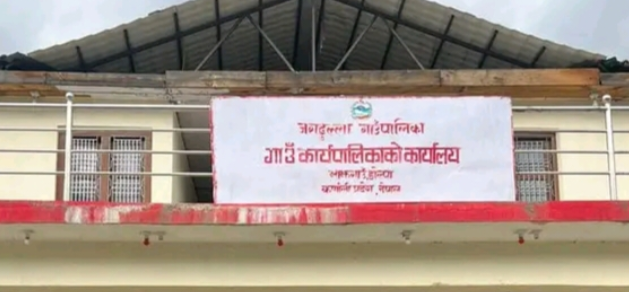 जगदुल्ला गाउँपालिका
गाउँ कार्यपालिकाको कार्यालय
डोल्पा
कर्णाली प्रदेश, नेपाल